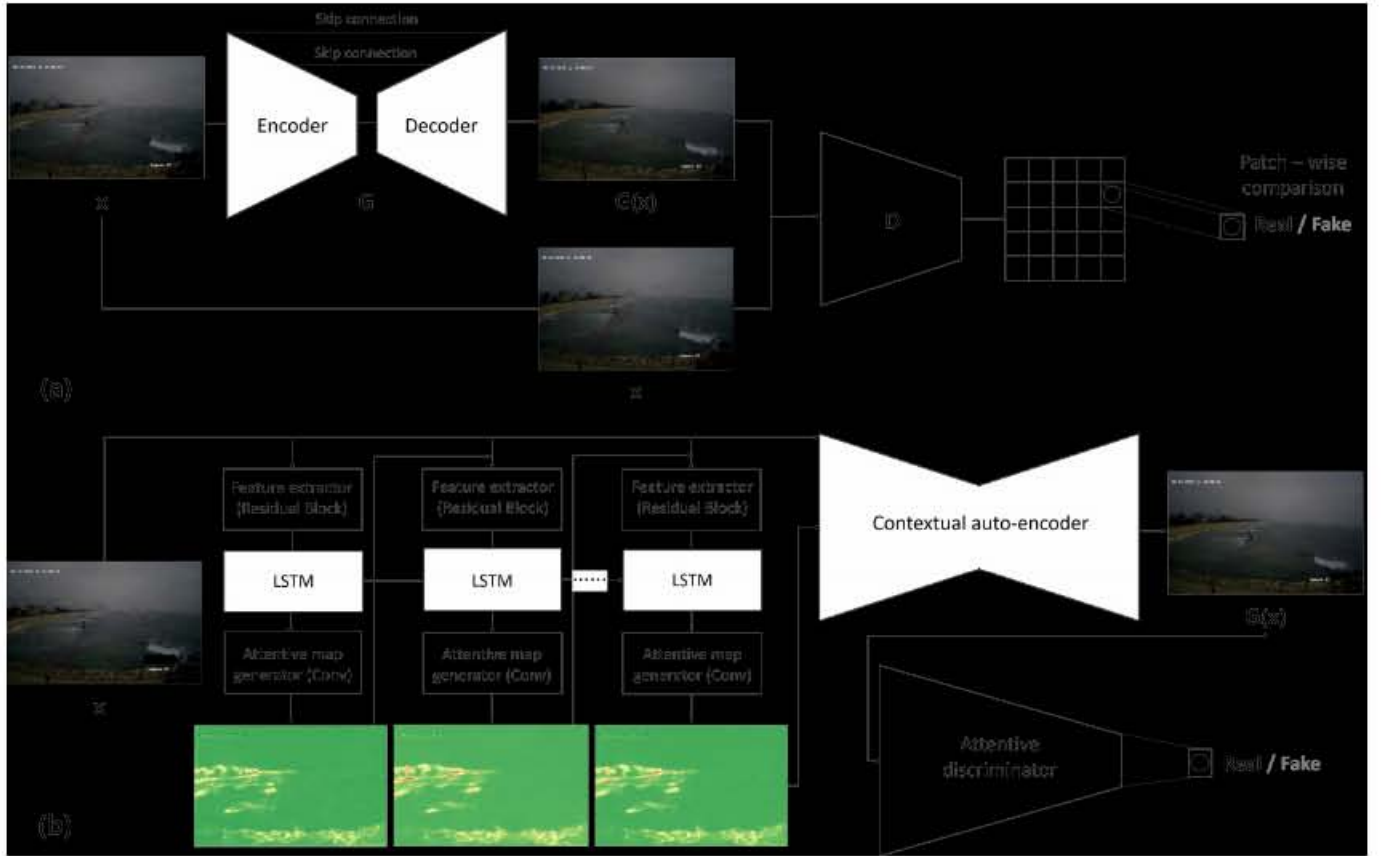 Skip connection
Skip connection
Encoder
Decoder
x
G
G(x)
D
Patch – wise
comparison
Real / Fake
x
(a)
Feature extractor
(Residual Block)
Feature extractor
(Residual Block)
Feature extractor
(Residual Block)
Contextual auto-encoder
LSTM
LSTM
......
LSTM
G(x)
Attentive map
generator (Conv)
Attentive map
generator (Conv)
Attentive map
generator (Conv)
x
Attentive
discriminator
Real / Fake
(b)